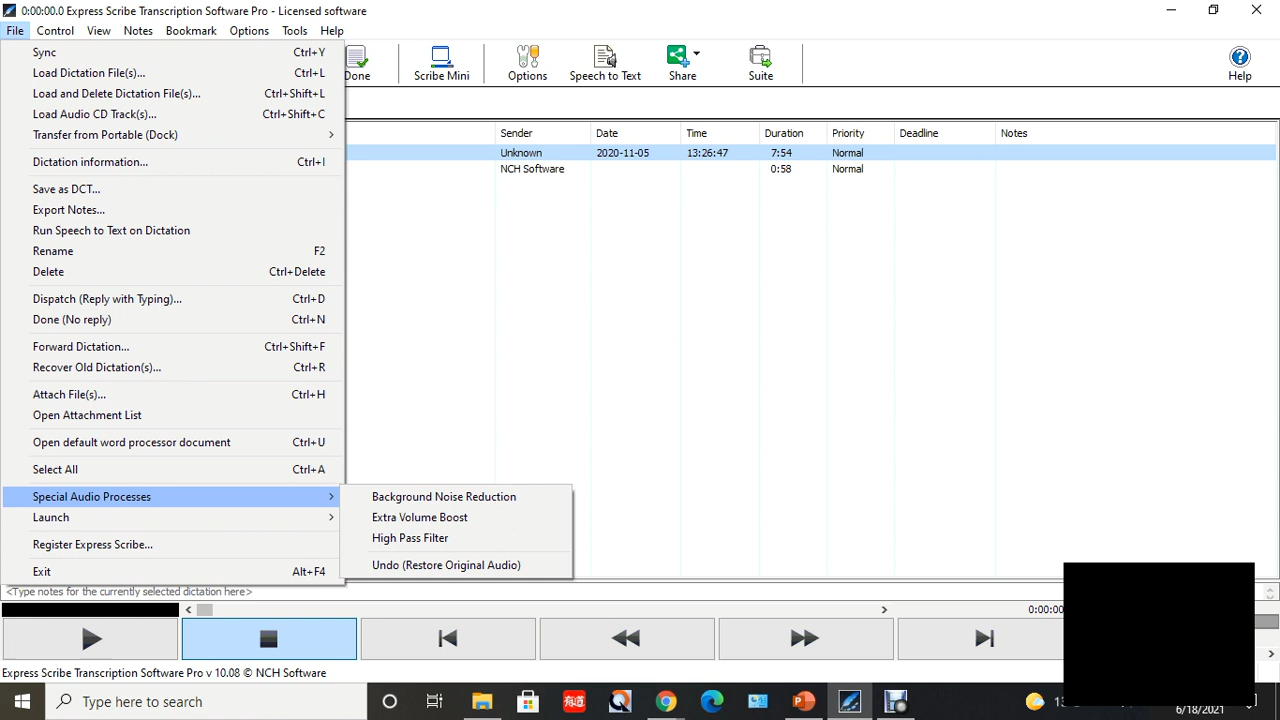 0:00:00.0 Express Scribe Transcription Software Pro - Licensed software
File Control View Notes Bookmark Options Tools Help
Done Scribe Mini Options Speech to Text Share Suite Help
Sync Ctrl+Y
Load Dictation File(s)... Ctrl+L
Load and Delete Dictation File(s)... Ctrl+Shift+L
Load Audio CD Track(s)... Ctrl+Shift+C
Transfer from Portable (Dock)
Dictation information... Ctrl+I
Save as DCT...
Export Notes...
Run Speech to Text on Dictation
Rename F2
Delete Ctrl+Delete
Dispatch (Reply with Typing)... Ctrl+D
Done (No reply) Ctrl+N
Forward Dictation... Ctrl+Shift+F
Recover Old Dictation(s)... Ctrl+R
Attach File(s)... Ctrl+H
Open Attachment List
Open default word processor document Ctrl+U
Select All Ctrl+A
Special Audio Processes
Launch
Register Express Scribe...
Exit Alt+F4
Background Noise Reduction
Extra Volume Boost
High Pass Filter
Undo (Restore Original Audio)
Sender Date Time Duration Priority Deadline Notes
Unknown 2020-11-05 13:26:47 7:54 Normal
NCH Software 0:58 Normal
<Type notes for the currently selected dictation here>
0:00:00
Express Scribe Transcription Software Pro v 10.08 © NCH Software
Type here to search
有道
6/18/2021